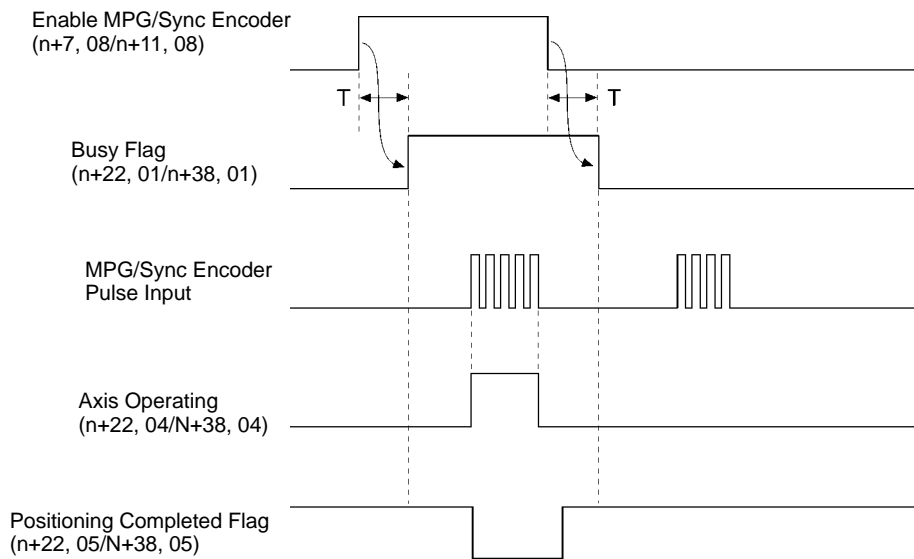 Enable MPG/Sync Encoder
(n+7, 08/n+11, 08)
T
T
Busy Flag
(n+22, 01/n+38, 01)
MPG/Sync Encoder
Pulse Input
Axis Operating
(n+22, 04/N+38, 04)
Positioning Completed Flag
(n+22, 05/N+38, 05)